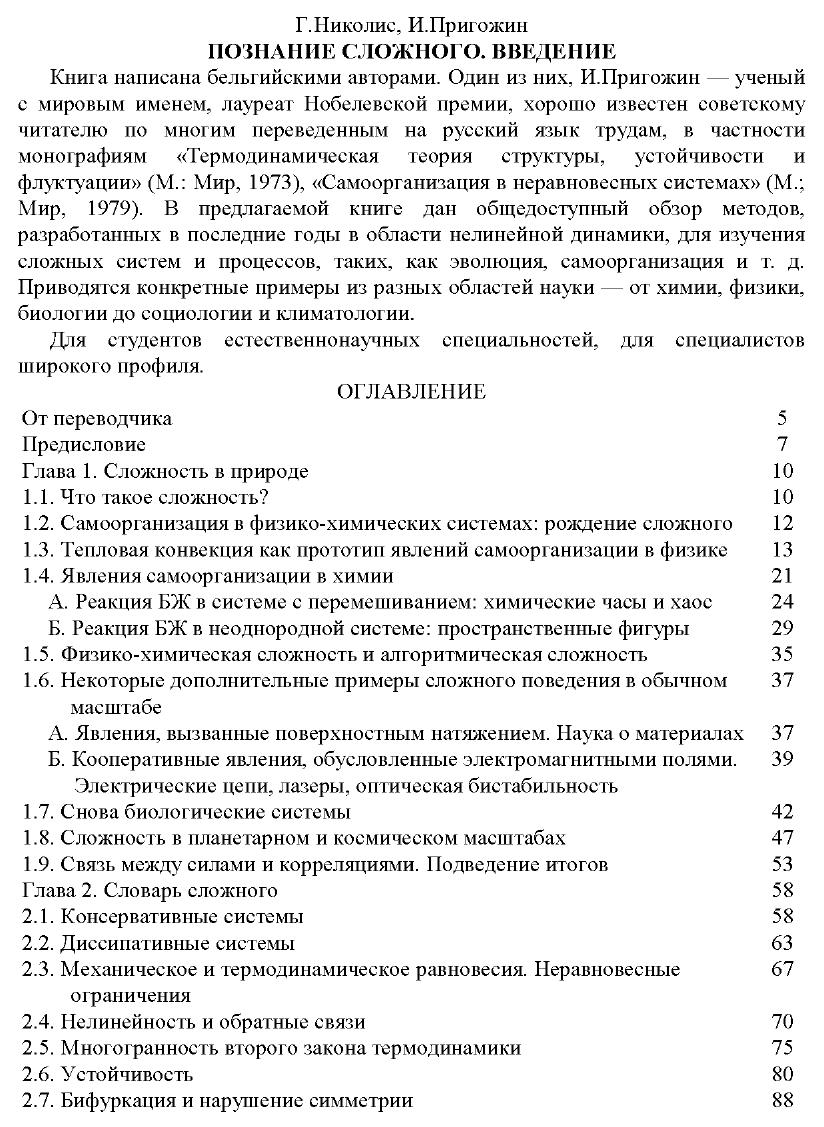 Г.Николис, И.Пригожин
ПОЗНАНИЕ СЛОЖНОГО. ВВЕДЕНИЕ
Книга написана бельгийскими авторами. Один из них, И.Пригожин — ученый
с мировым именем, лауреат Нобелевской премии, хорошо известен советскому
читателю по многим переведенным на русский язык трудам, в частности
монографиям «Термодинамическая теория структуры, устойчивости и
флуктуации» (М.: Мир, 1973), «Самоорганизация в неравновесных системах» (М.;
Мир, 1979). В предлагаемой книге дан общедоступный обзор методов,
разработанных в последние годы в области нелинейной динамики, для изучения
сложных систем и процессов, таких, как эволюция, самоорганизация и т. д.
Приводятся конкретные примеры из разных областей науки — от химии, физики,
биологии до социологии и климатологии.
Для студентов естественнонаучных специальностей, для специалистов
широкого профиля.
ОГЛАВЛЕНИЕ
От переводчика 5
Предисловие 7
Глава 1. Сложность в природе 10
1.1. Что такое сложность? 10
1.2. Самоорганизация в физико-химических системах: рождение сложного 12
1.3. Тепловая конвекция как прототип явлений самоорганизации в физике 13
1.4. Явления самоорганизации в химии 21
А. Реакция БЖ в системе с перемешиванием: химические часы и хаос 24
Б. Реакция БЖ в неоднородной системе: пространственные фигуры 29
1.5. Физико-химическая сложность и алгоритмическая сложность 35
1.6. Некоторые дополнительные примеры сложного поведения в обычном 37
масштабе
А. Явления, вызванные поверхностным натяжением. Наука о материалах 37
Б. Кооперативные явления, обусловленные электромагнитными полями. 39
Электрические цепи, лазеры, оптическая бистабильность
1.7. Снова биологические системы 42
1.8. Сложность в планетарном и космическом масштабах 47
1.9. Связь между силами и корреляциями. Подведение итогов 53
Глава 2. Словарь сложного 58
2.1. Консервативные системы 58
2.2. Диссипативные системы 63
2.3. Механическое и термодинамическое равновесия. Неравновесные 67
ограничения
2.4. Нелинейность и обратные связи 70
2.5. Многогранность второго закона термодинамики 75
2.6. Устойчивость 80
2.7. Бифуркация и нарушение симметрии 88